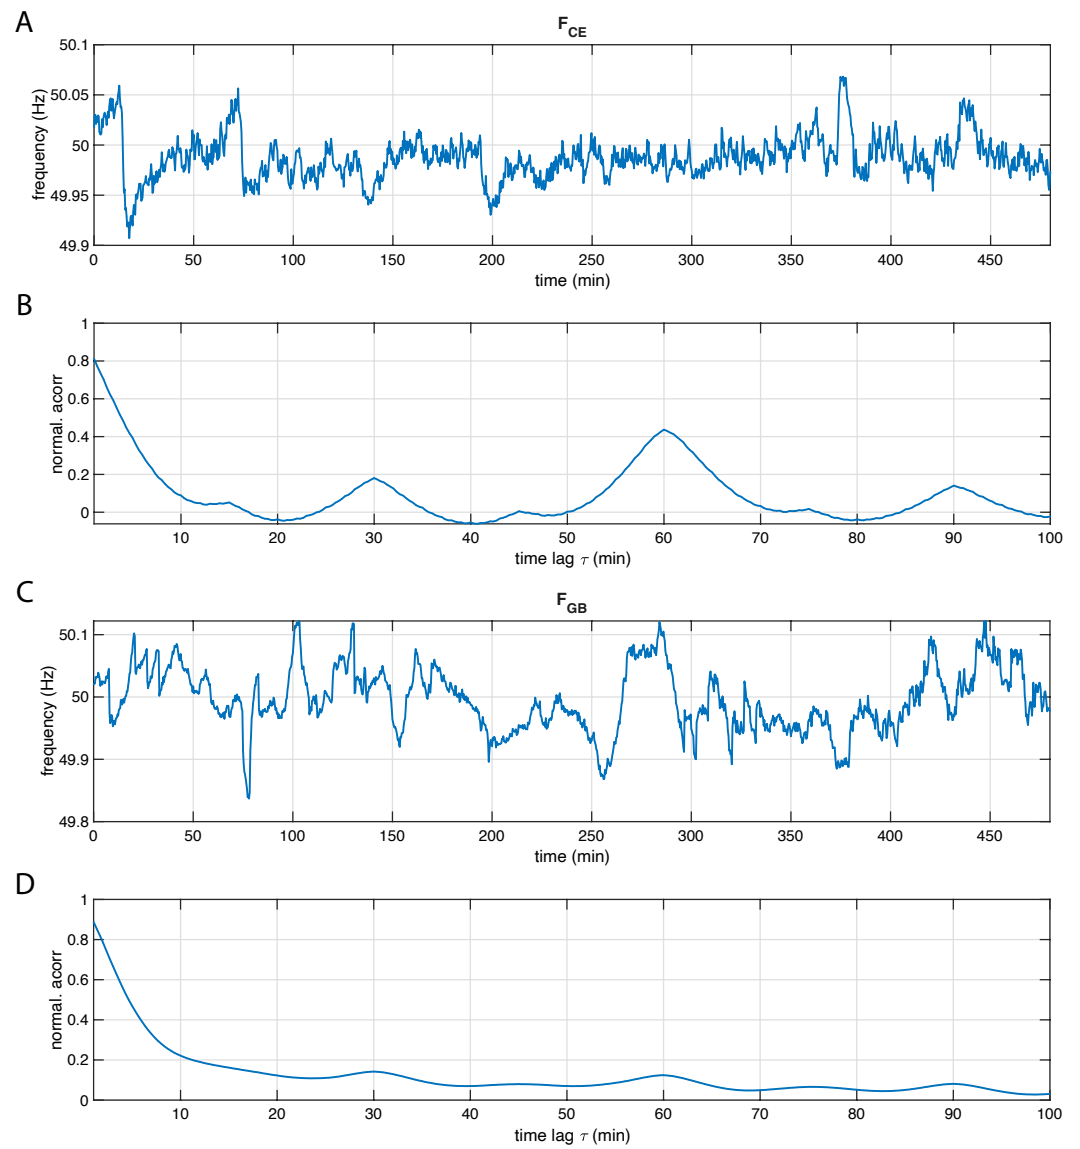 A
F_CE
50.1
50.05
50
49.95
49.9
frequency (Hz)
0 50 100 150 200 250 300 350 400 450
time (min)
B
1
0.8
0.6
0.4
0.2
0
normal. acorr
10 20 30 40 50 60 70 80 90 100
time lag τ (min)
C
F_GB
50.1
50
49.9
49.8
frequency (Hz)
0 50 100 150 200 250 300 350 400 450
time (min)
D
1
0.8
0.6
0.4
0.2
0
normal. acorr
10 20 30 40 50 60 70 80 90 100
time lag τ (min)